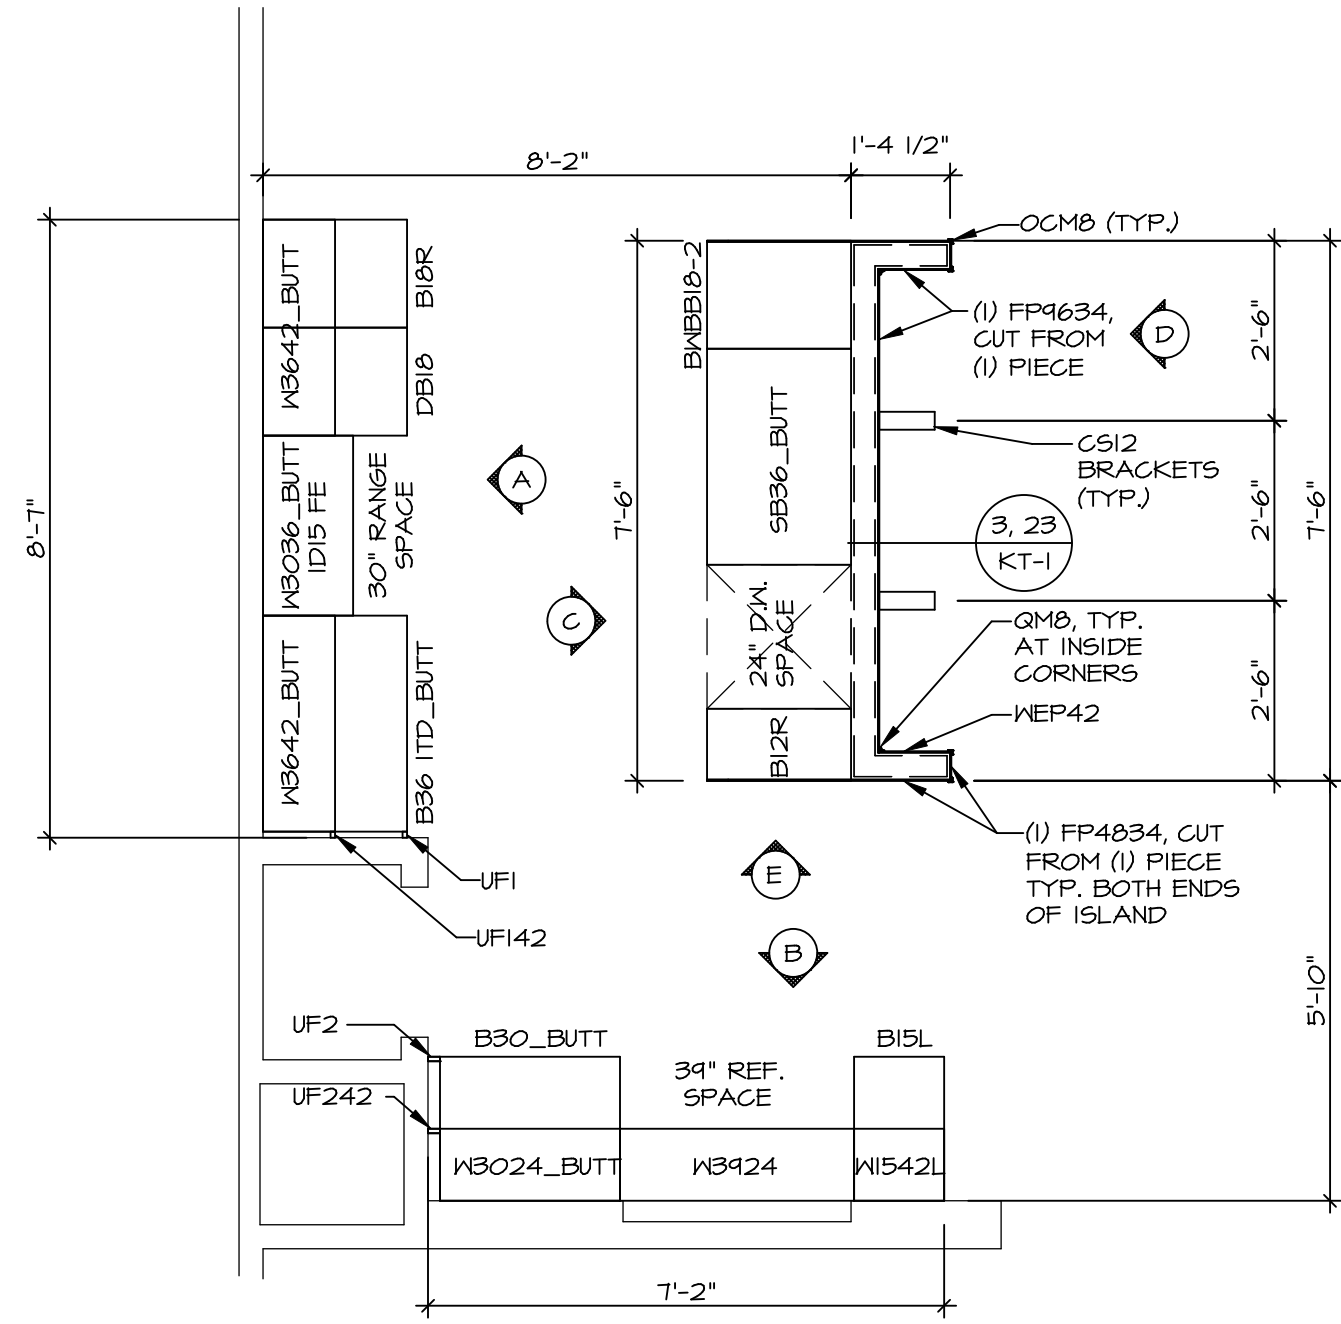 1'-4 1/2"
8'-2"
OCM8 (TYP.)
W3642_BUTT
B18R
BWBB18-2
(1) FP9634,
CUT FROM
(1) PIECE
D
2'-6"
DB18
SB36_BUTT
CS12
BRACKETS
(TYP.)
A
W3036_BUTT
1D15 FE
30" RANGE
SPACE
8'-7"
7'-6"
3, 23
KT-1
2'-6"
7'-6"
C
24" D.W.
SPACE
QM8, TYP.
AT INSIDE
CORNERS
2'-6"
W3642_BUTT
B36 1TD_BUTT
B12R
WEP42
(1) FP4834, CUT
FROM (1) PIECE
TYP. BOTH ENDS
OF ISLAND
E
UF1
UF142
B
5'-10"
UF2
B30_BUTT
B15L
39" REF.
SPACE
UF242
W3024_BUTT
W3924
W1542L
7'-2"